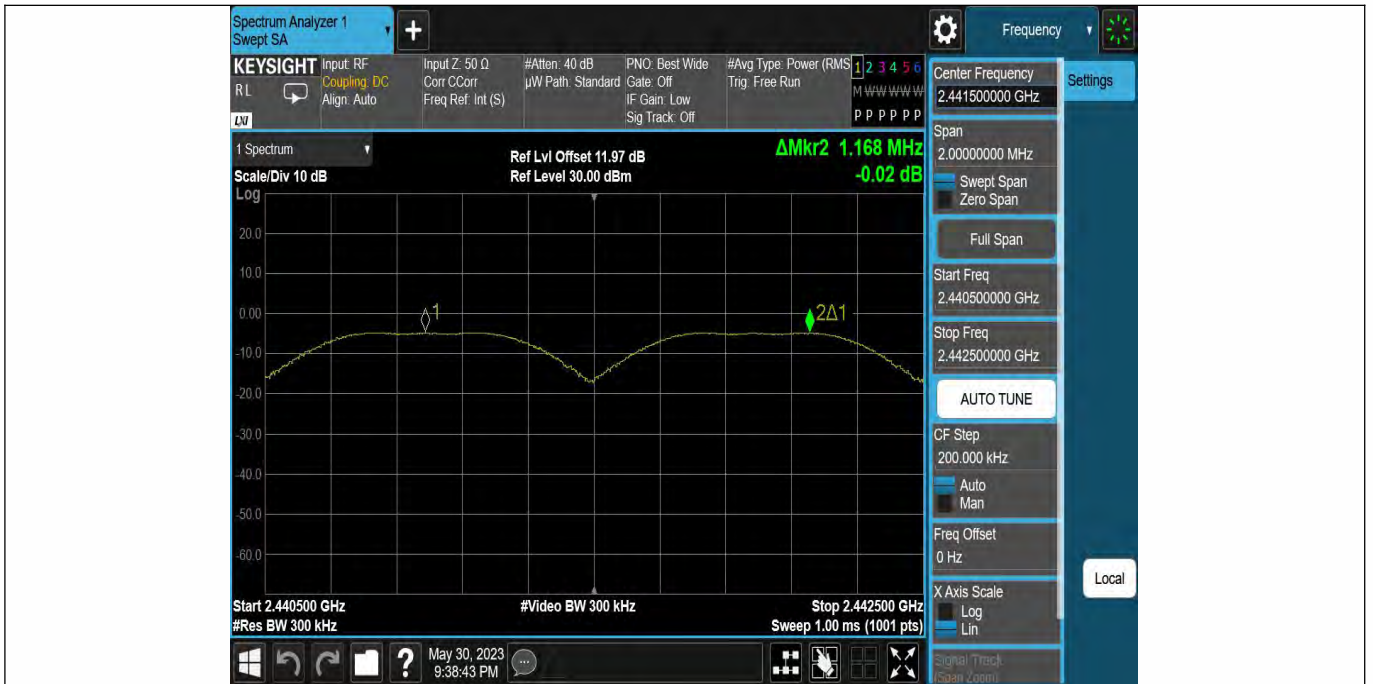 Spectrum Analyzer 1
Swept SA
+
Frequency
KEYSIGHT
RL
LXI
Input: RF
Coupling: DC
Align: Auto
Input Z: 50 Ω
Corr CCorr
Freq Ref: Int (S)
#Atten: 40 dB
µW Path: Standard
PNO: Best Wide
Gate: Off
IF Gain: Low
Sig Track: Off
#Avg Type: Power (RMS
Trig: Free Run
1 2 3 4 5 6
M W W W W W
P P P P P P
1 Spectrum
Scale/Div 10 dB
Log
Ref Lvl Offset 11.97 dB
Ref Level 30.00 dBm
ΔMkr2 1.168 MHz
-0.02 dB
20.0
10.0
0.00
-10.0
-20.0
-30.0
-40.0
-50.0
-60.0
1
2Δ1
Start 2.440500 GHz
#Res BW 300 kHz
#Video BW 300 kHz
Stop 2.442500 GHz
Sweep 1.00 ms (1001 pts)
?
May 30, 2023
9:38:43 PM
Center Frequency
2.441500000 GHz
Settings
Span
2.00000000 MHz
Swept Span
Zero Span
Full Span
Start Freq
2.440500000 GHz
Stop Freq
2.442500000 GHz
AUTO TUNE
CF Step
200.000 kHz
Auto
Man
Freq Offset
0 Hz
X Axis Scale
Log
Lin
Signal Track
(Span Zoom)
Local